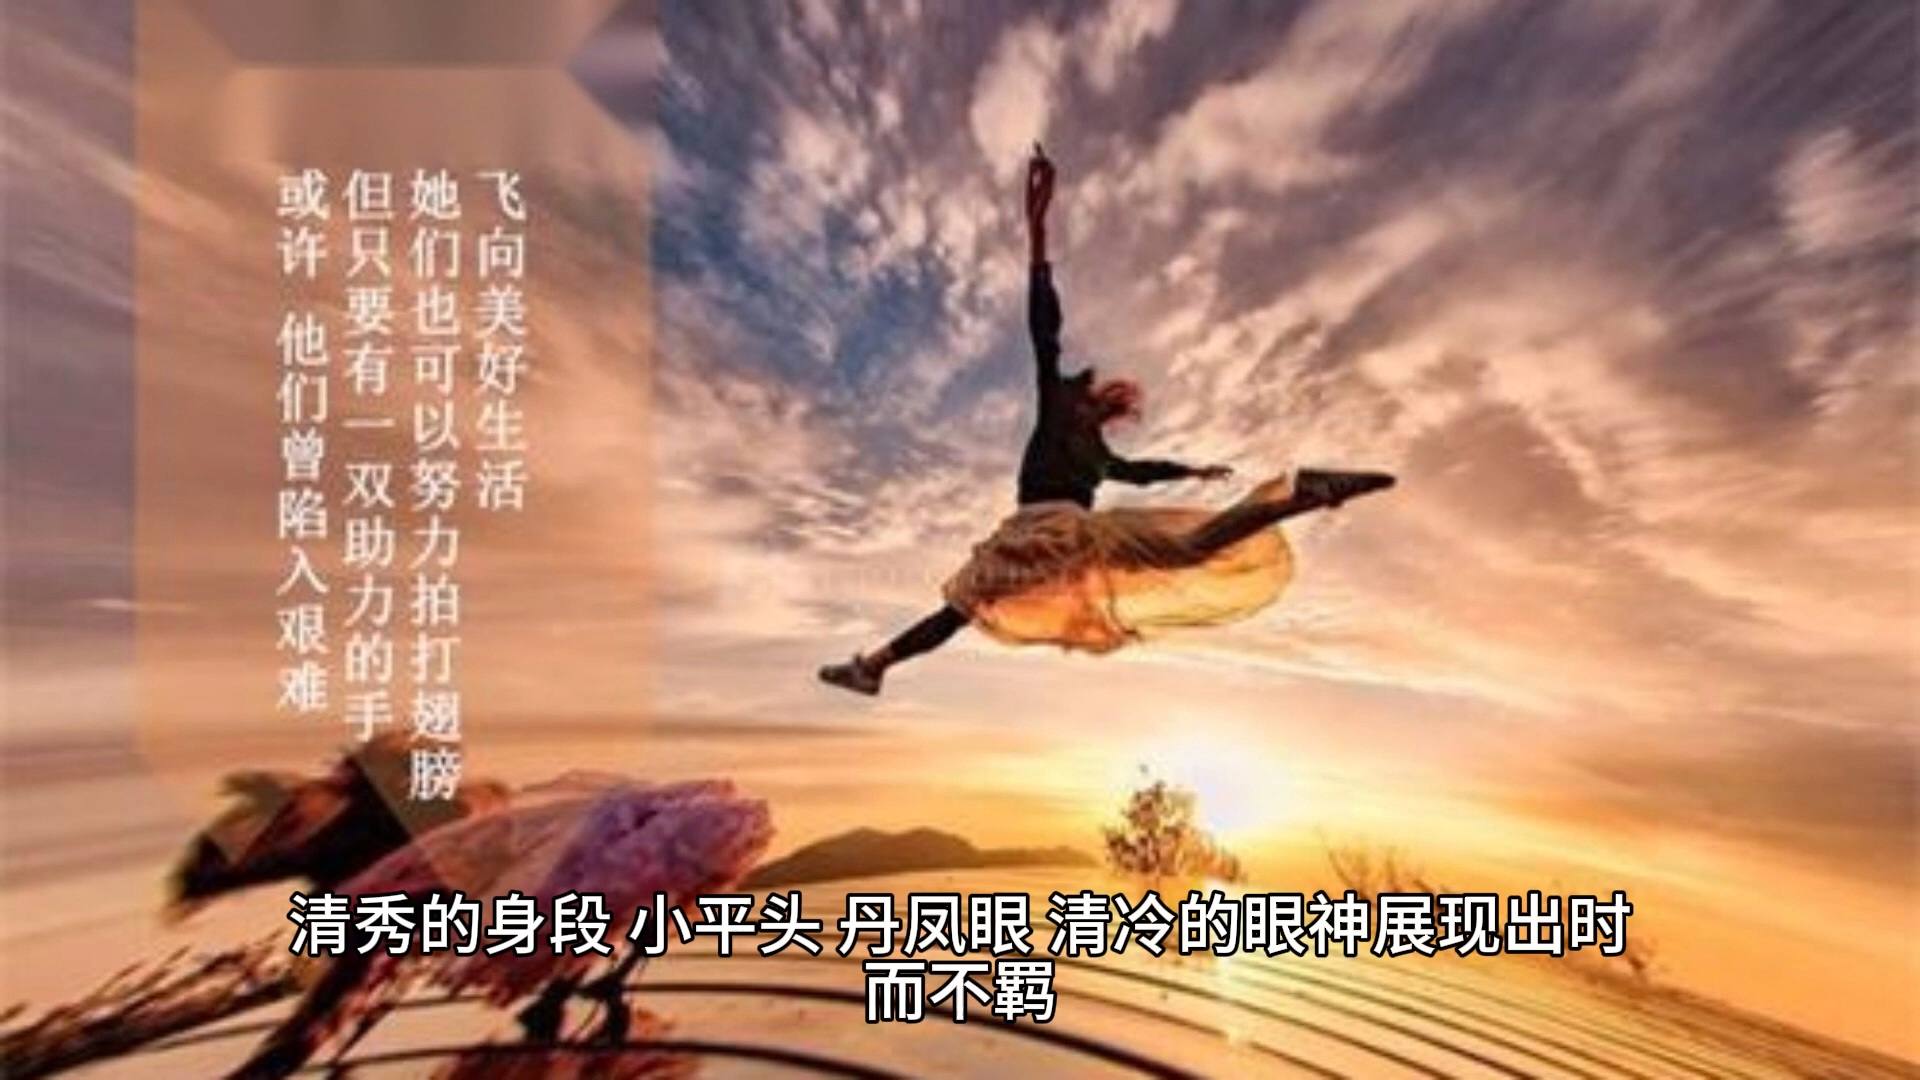 或许 他们曾陷入艰难
但只要有一双助力的手
她们也可以努力拍打翅膀
飞向美好生活
清秀的身段 小平头 丹凤眼 清冷的眼神展现出时
而不羁